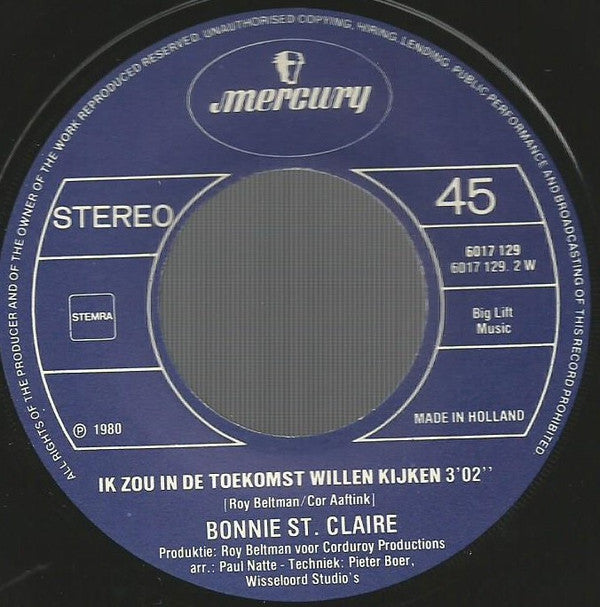 ALL RIGHTS OF THE PRODUCER AND OF THE OWNER OF THE WORK REPRODUCED RESERVED. UNAUTHORISED COPYING, HIRING, LENDING, PUBLIC PERFORMANCE AND BROADCASTING OF THIS RECORD PROHIBITED.
mercury
STEREO
45
6017 129
6017 129. 2 W
STEMRA
Big Lift
Music
℗ 1980
MADE IN HOLLAND
IK ZOU IN DE TOEKOMST WILLEN KIJKEN 3'02''
[Roy Beltman/Cor Aaftink]
BONNIE ST. CLAIRE
Produktie: Roy Beltman voor Corduroy Productions
arr.: Paul Natte - Techniek: Pieter Boer,
Wisseloord Studio's